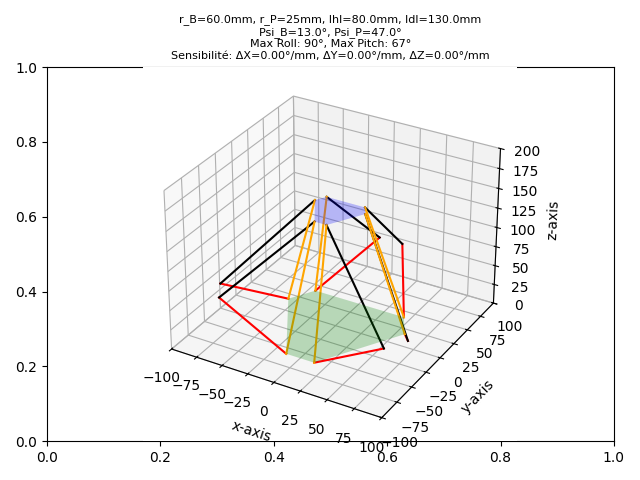 r_B=60.0mm, r_P=25mm, lhl=80.0mm, ldl=130.0mm
Psi_B=13.0°, Psi_P=47.0°
Max Roll: 90°, Max Pitch: 67°
Sensibilité: ΔX=0.00°/mm, ΔY=0.00°/mm, ΔZ=0.00°/mm
1.0
0.8
0.6
0.4
0.2
0.0
0.0 0.2 0.4 0.6 0.8 1.0
−100 −75 −50 −25 0 25 50 75 100
x-axis
−100 −75 −50 −25 0 25 50 75 100
y-axis
200
175
150
125
100
75
50
25
0
z-axis